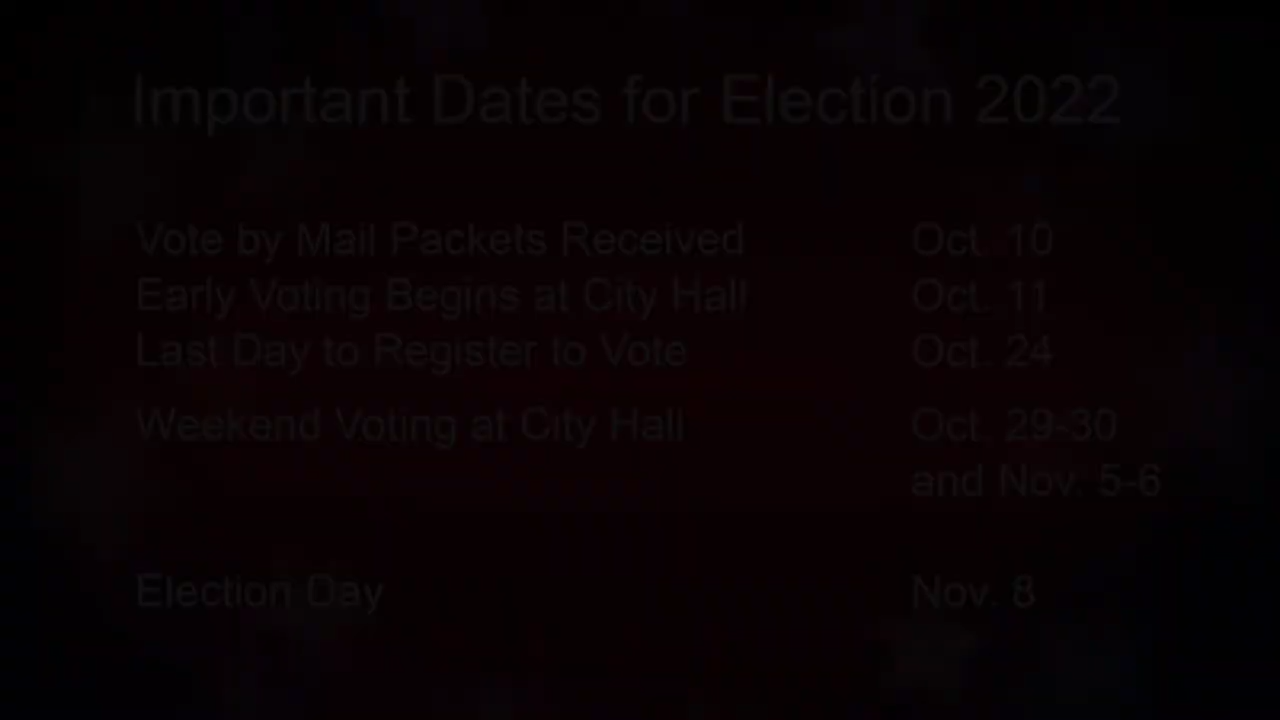 Important Dates for Election 2022
Vote by Mail Packets Received Oct. 10
Early Voting Begins at City Hall Oct. 11
Last Day to Register to Vote Oct. 24
Weekend Voting at City Hall Oct. 29-30
and Nov. 5-6
Election Day Nov. 8